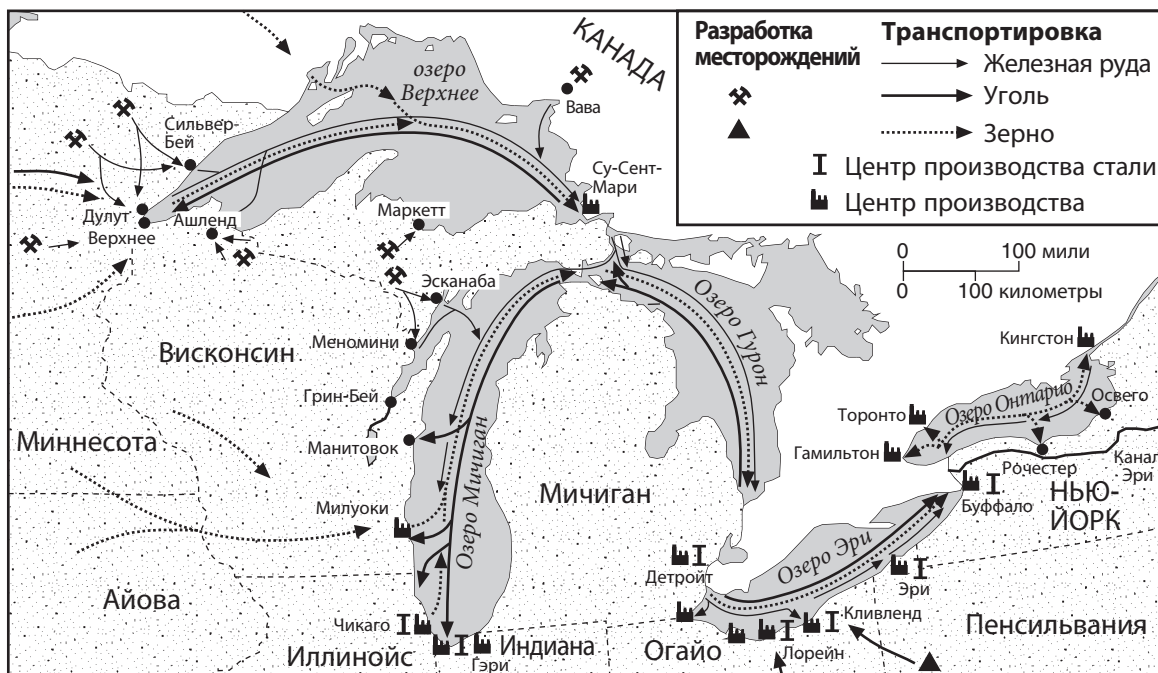 Разработка
месторождений
Транспортировка
Железная руда
Уголь
Зерно
Центр производства стали
Центр производства
КАНАДА
озеро
Верхнее
Вава
Сильвер-
Бей
Су-Сент-
Мари
Дулут
Верхнее
Ашленд
Маркетт
0 100 мили
0 100 километры
Эсканаба
Озеро Гурон
Меномини
Висконсин
Кингстон
Грин-Бей
Миннесота
Манитовок
Озеро Мичиган
Мичиган
Торонто
Озеро Онтарио
Освего
Гамильтон
Рочестер
Канал
Эри
Милуоки
Буффало
НЬЮ-
ЙОРК
Озеро Эри
Детройт
Эри
Айова
Чикаго
Кливленд
Пенсильвания
Иллинойс
Гэри
Индиана
Огайо
Лорейн